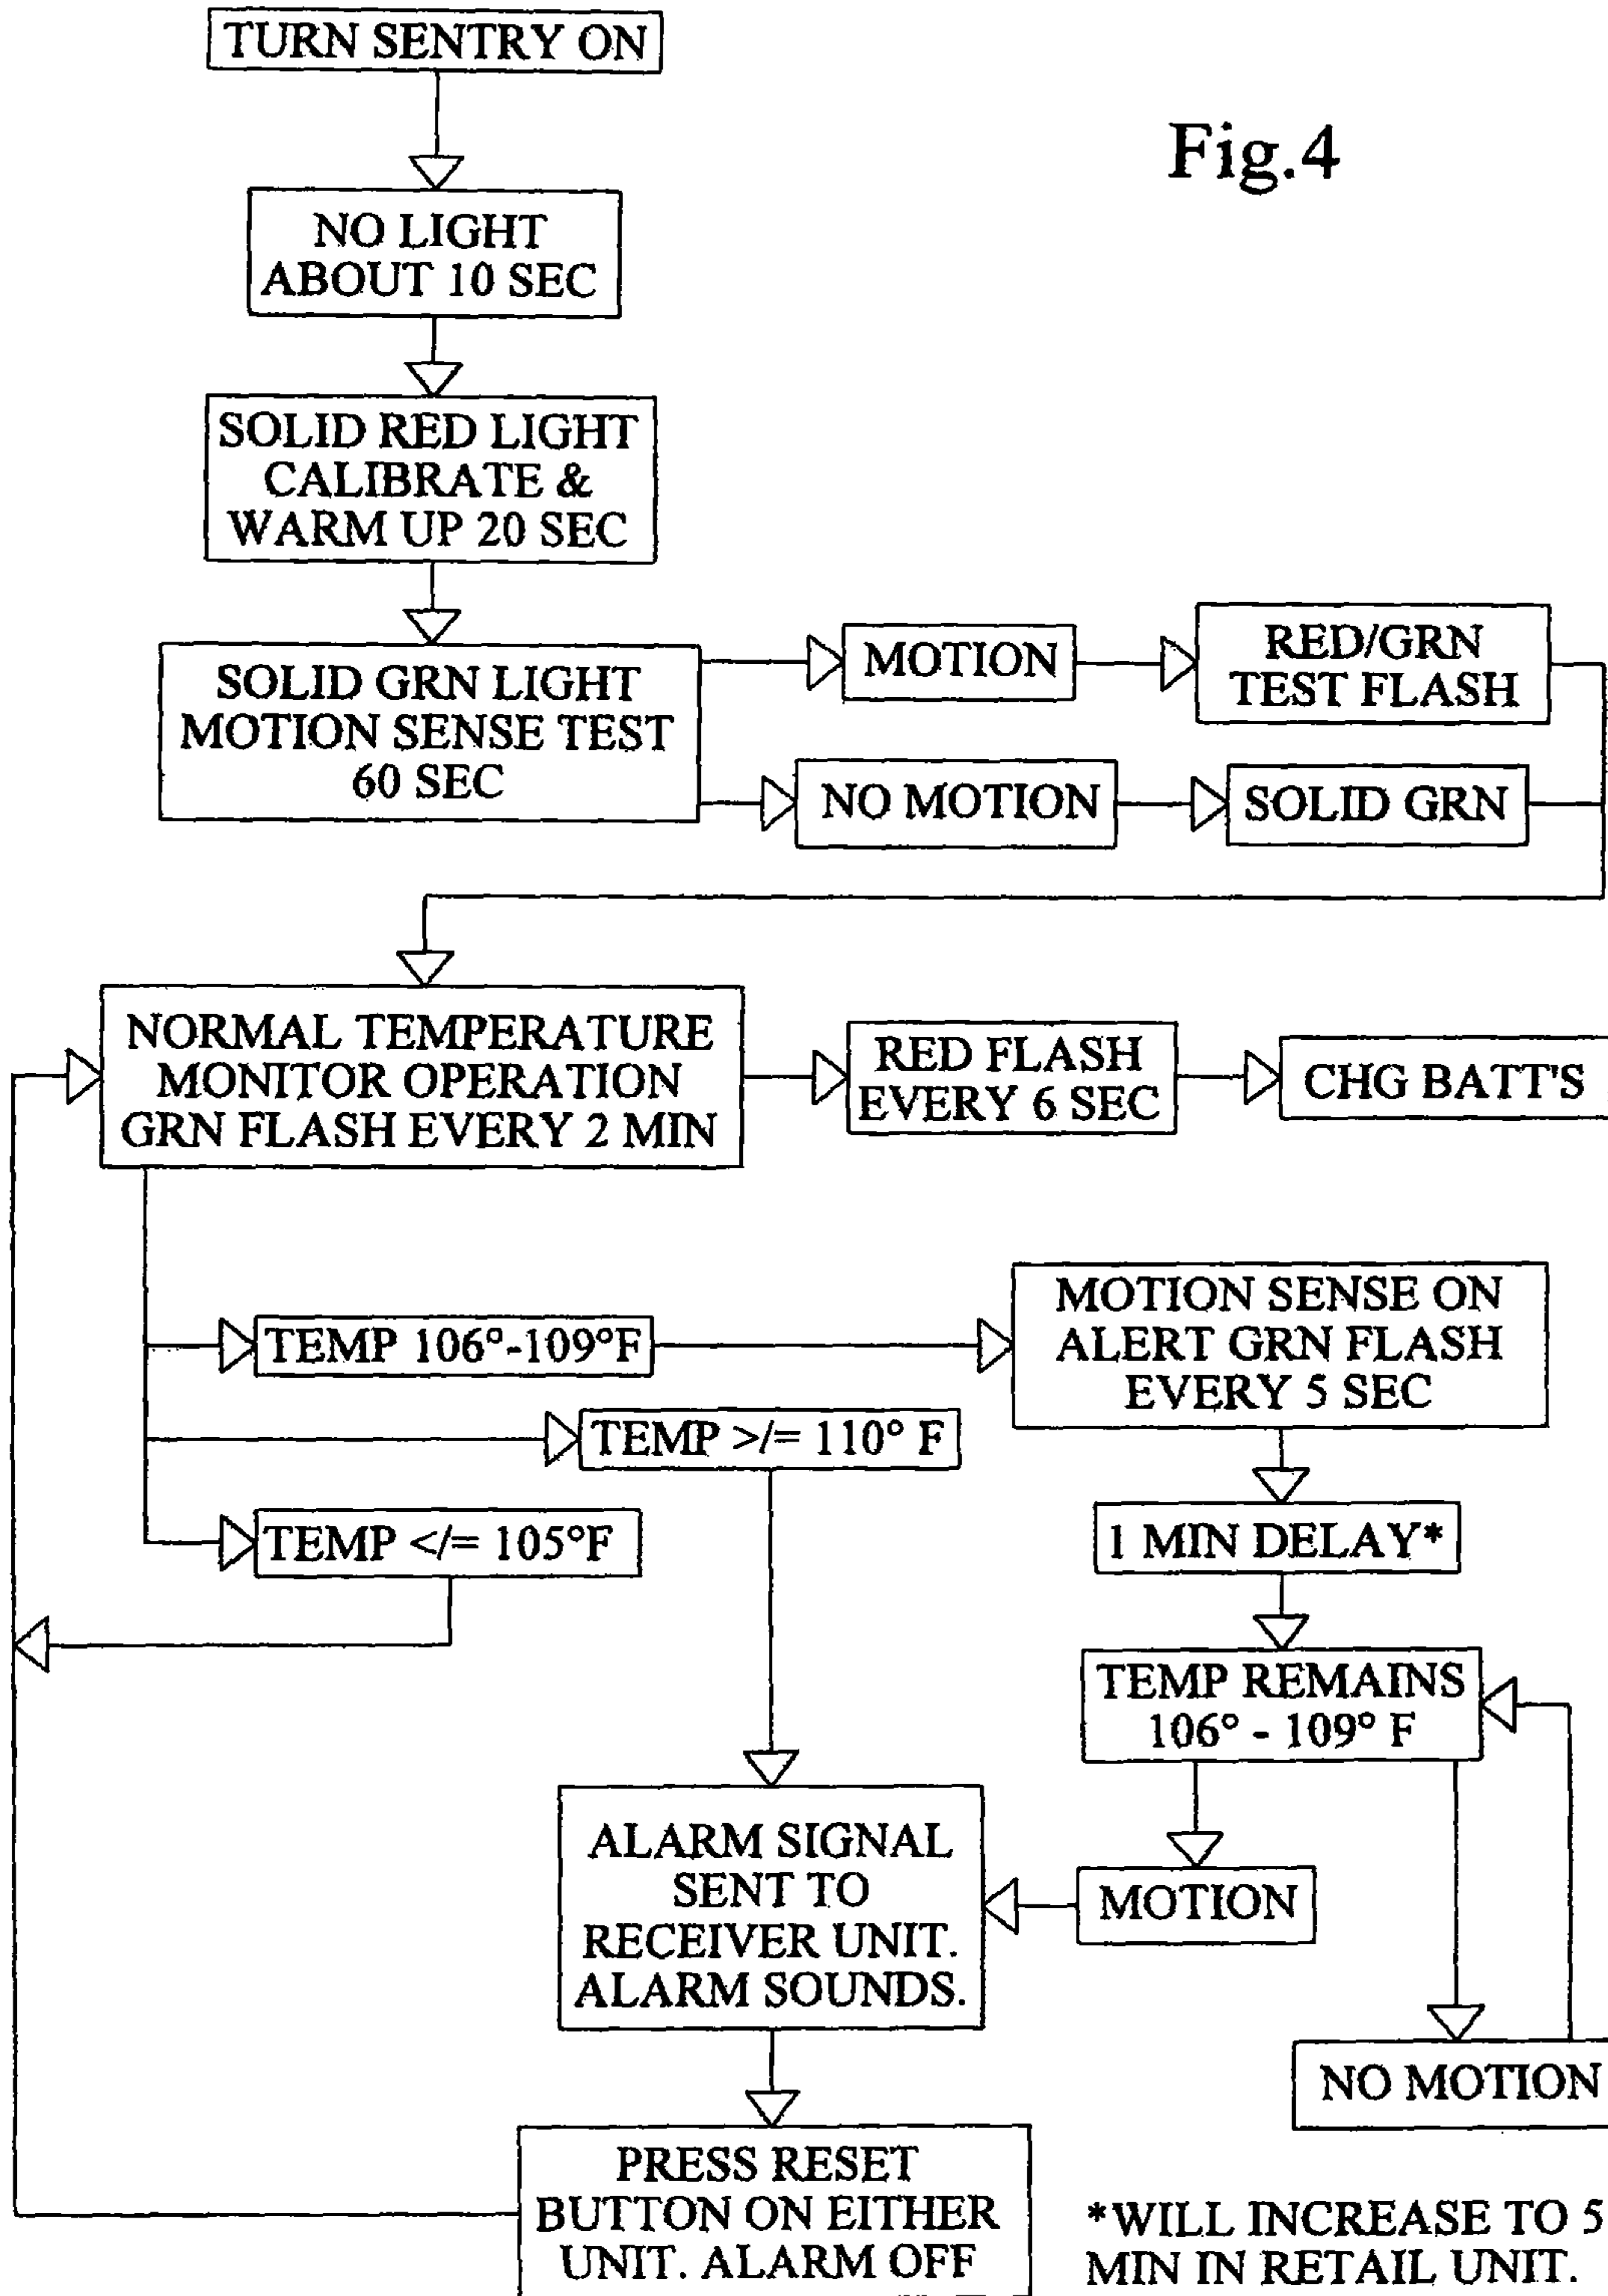 TURN SENTRY ON
Fig.4
NO LIGHT
ABOUT 10 SEC
SOLID RED LIGHT
CALIBRATE &
WARM UP 20 SEC
SOLID GRN LIGHT
MOTION SENSE TEST
60 SEC
MOTION
RED/GRN
TEST FLASH
NO MOTION
SOLID GRN
NORMAL TEMPERATURE
MONITOR OPERATION
GRN FLASH EVERY 2 MIN
RED FLASH
EVERY 6 SEC
CHG BATT'S
TEMP 106°-109°F
MOTION SENSE ON
ALERT GRN FLASH
EVERY 5 SEC
TEMP >/= 110° F
TEMP </= 105°F
1 MIN DELAY*
TEMP REMAINS
106° - 109° F
ALARM SIGNAL
SENT TO
RECEIVER UNIT.
ALARM SOUNDS.
MOTION
NO MOTION
PRESS RESET
BUTTON ON EITHER
UNIT. ALARM OFF
*WILL INCREASE TO 5
MIN IN RETAIL UNIT.